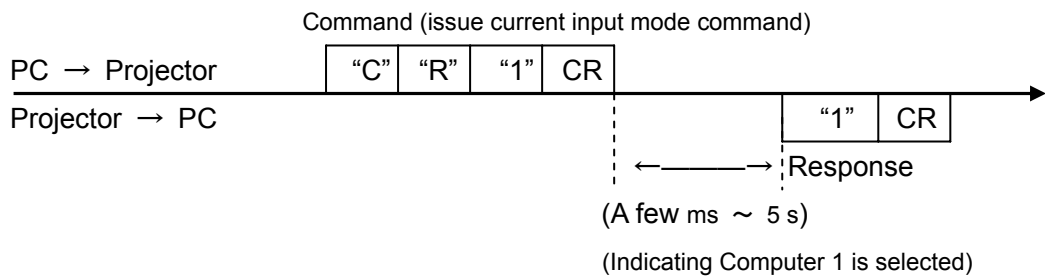 Command (issue current input mode command)
PC → Projector “C” “R” “1” CR
Projector → PC “1” CR
←———→ Response
(A few ms ～ 5 s)
(Indicating Computer 1 is selected)